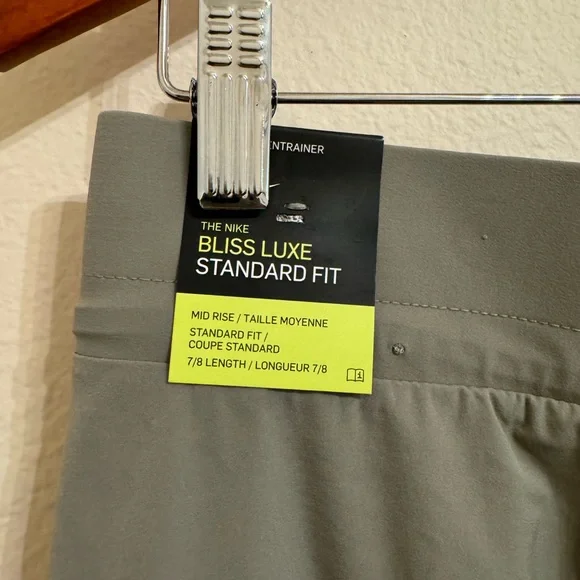 ENTRAINER
THE NIKE
BLISS LUXE
STANDARD FIT
MID RISE / TAILLE MOYENNE
STANDARD FIT /
COUPE STANDARD
7/8 LENGTH / LONGUEUR 7/8